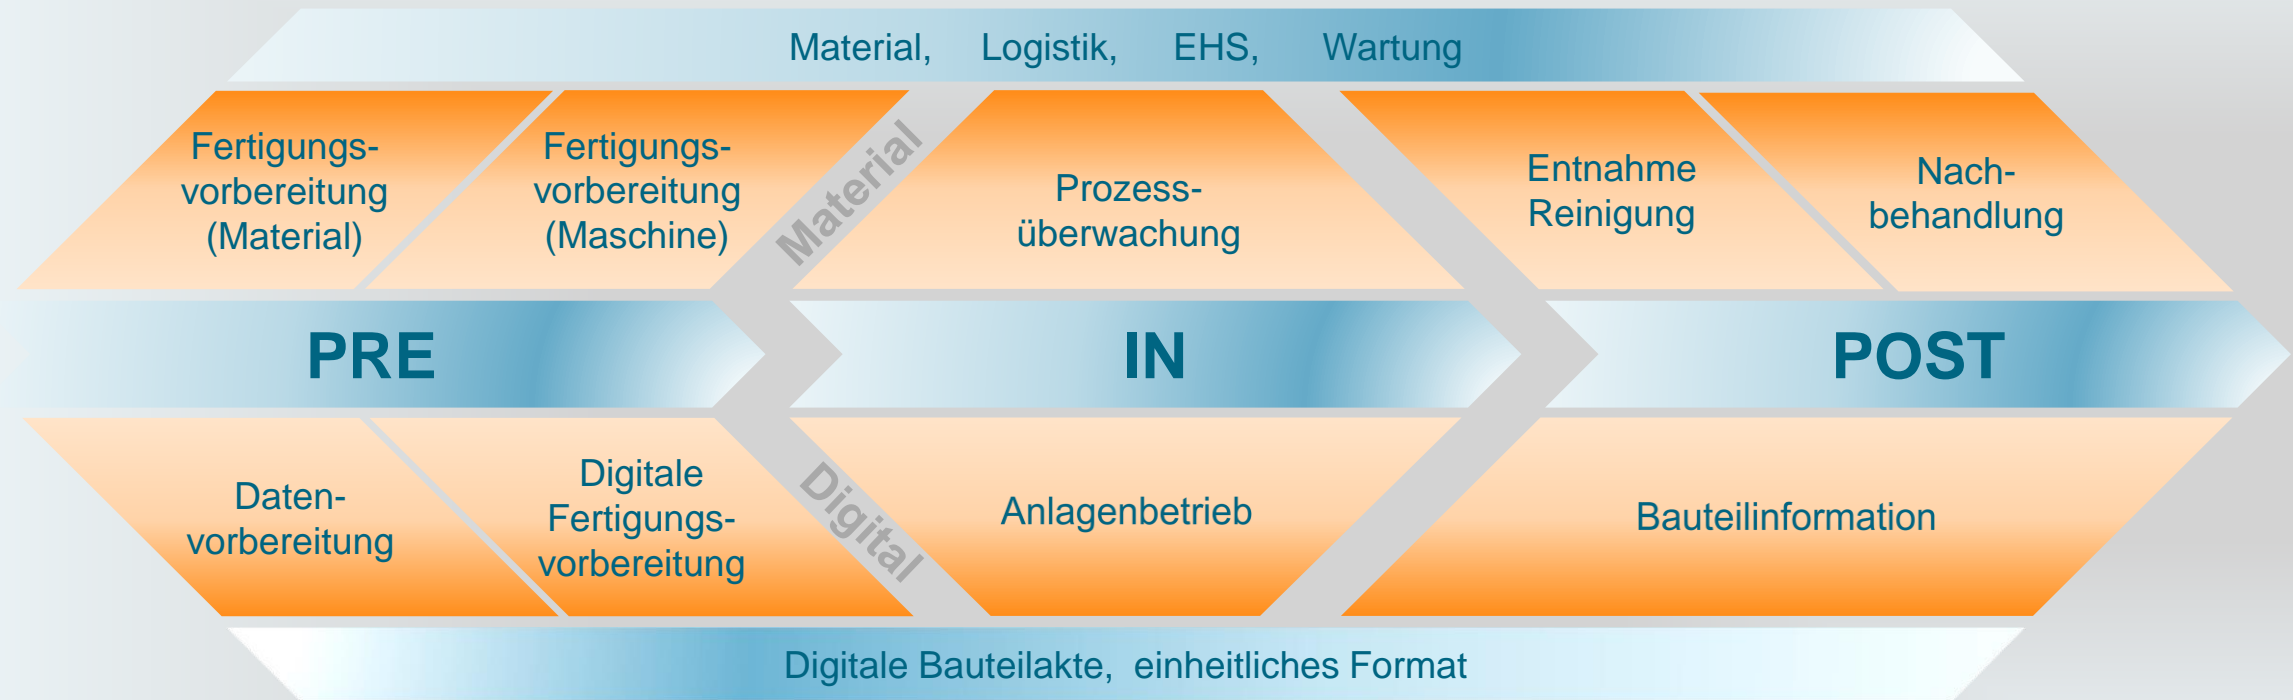 Material, Logistik, EHS, Wartung
Fertigungs-
vorbereitung
(Material)
Fertigungs-
vorbereitung
(Maschine)
Material
Prozess-
überwachung
Entnahme
Reinigung
Nach-
behandlung
PRE
IN
POST
Daten-
vorbereitung
Digitale
Fertigungs-
vorbereitung
Digital
Anlagenbetrieb
Bauteilinformation
Digitale Bauteilakte, einheitliches Format